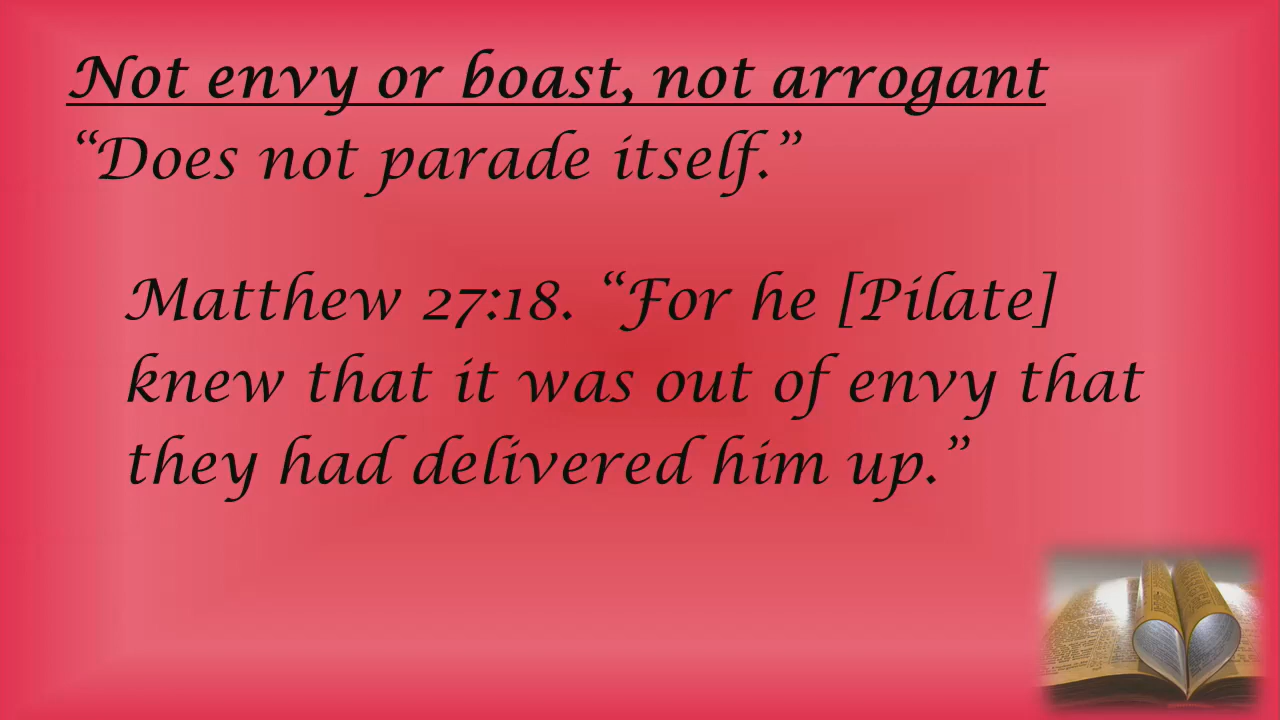 Not envy or boast, not arrogant
“Does not parade itself.”
Matthew 27:18. “For he [Pilate]
knew that it was out of envy that
they had delivered him up.”